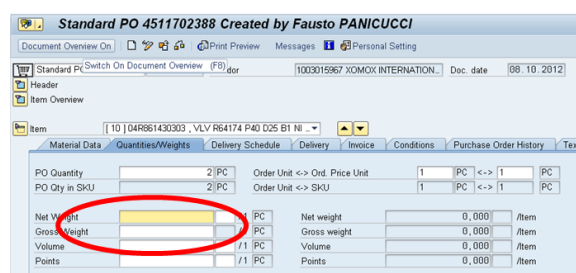 Standard PO 4511702388 Created by Fausto PANICUCCI
Document Overview On Print Preview Messages Personal Setting
Switch On Document Overview (F8)
Standard PO dor 1003015967 XOMOX INTERNATION.. Doc. date 08.10.2012
Header
Item Overview
Item [ 10 ] 04R861430303 , VLV R64174 P40 D25 B1 NI ...
Material Data Quantities/Weights Delivery Schedule Delivery Invoice Conditions Purchase Order History Tex
PO Quantity 2 PC Order Unit <-> Ord. Price Unit 1 PC <-> 1 PC
PO Qty in SKU 2 PC Order Unit <-> SKU 1 PC <-> 1 PC
Net Weight /1 PC Net weight 0,000 /Item
Gross Weight /1 PC Gross weight 0,000 /Item
Volume /1 PC Volume 0,000 /Item
Points /1 PC Points 0,000 /Item